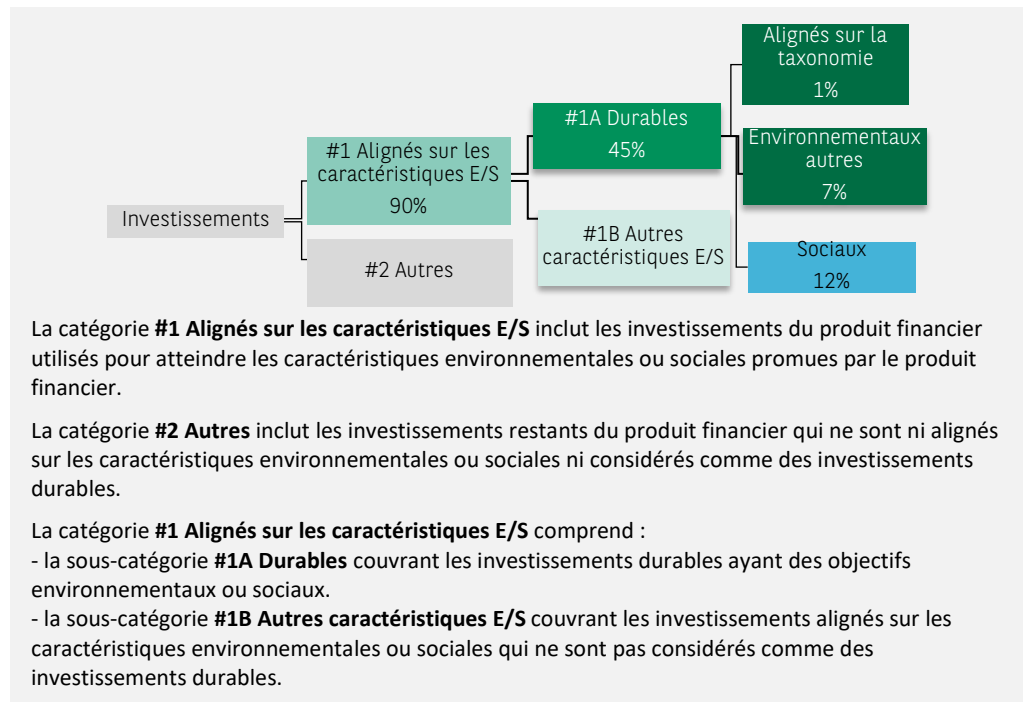 Alignés sur la
taxonomie
1%
#1A Durables
45%
Environnementaux
autres
7%
#1 Alignés sur les
caractéristiques E/S
90%
Investissements
#1B Autres
caractéristiques E/S
Sociaux
12%
#2 Autres
La catégorie #1 Alignés sur les caractéristiques E/S inclut les investissements du produit financier
utilisés pour atteindre les caractéristiques environnementales ou sociales promues par le produit
financier.
La catégorie #2 Autres inclut les investissements restants du produit financier qui ne sont ni alignés
sur les caractéristiques environnementales ou sociales ni considérés comme des investissements
durables.
La catégorie #1 Alignés sur les caractéristiques E/S comprend :
- la sous-catégorie #1A Durables couvrant les investissements durables ayant des objectifs
environnementaux ou sociaux.
- la sous-catégorie #1B Autres caractéristiques E/S couvrant les investissements alignés sur les
caractéristiques environnementales ou sociales qui ne sont pas considérés comme des
investissements durables.